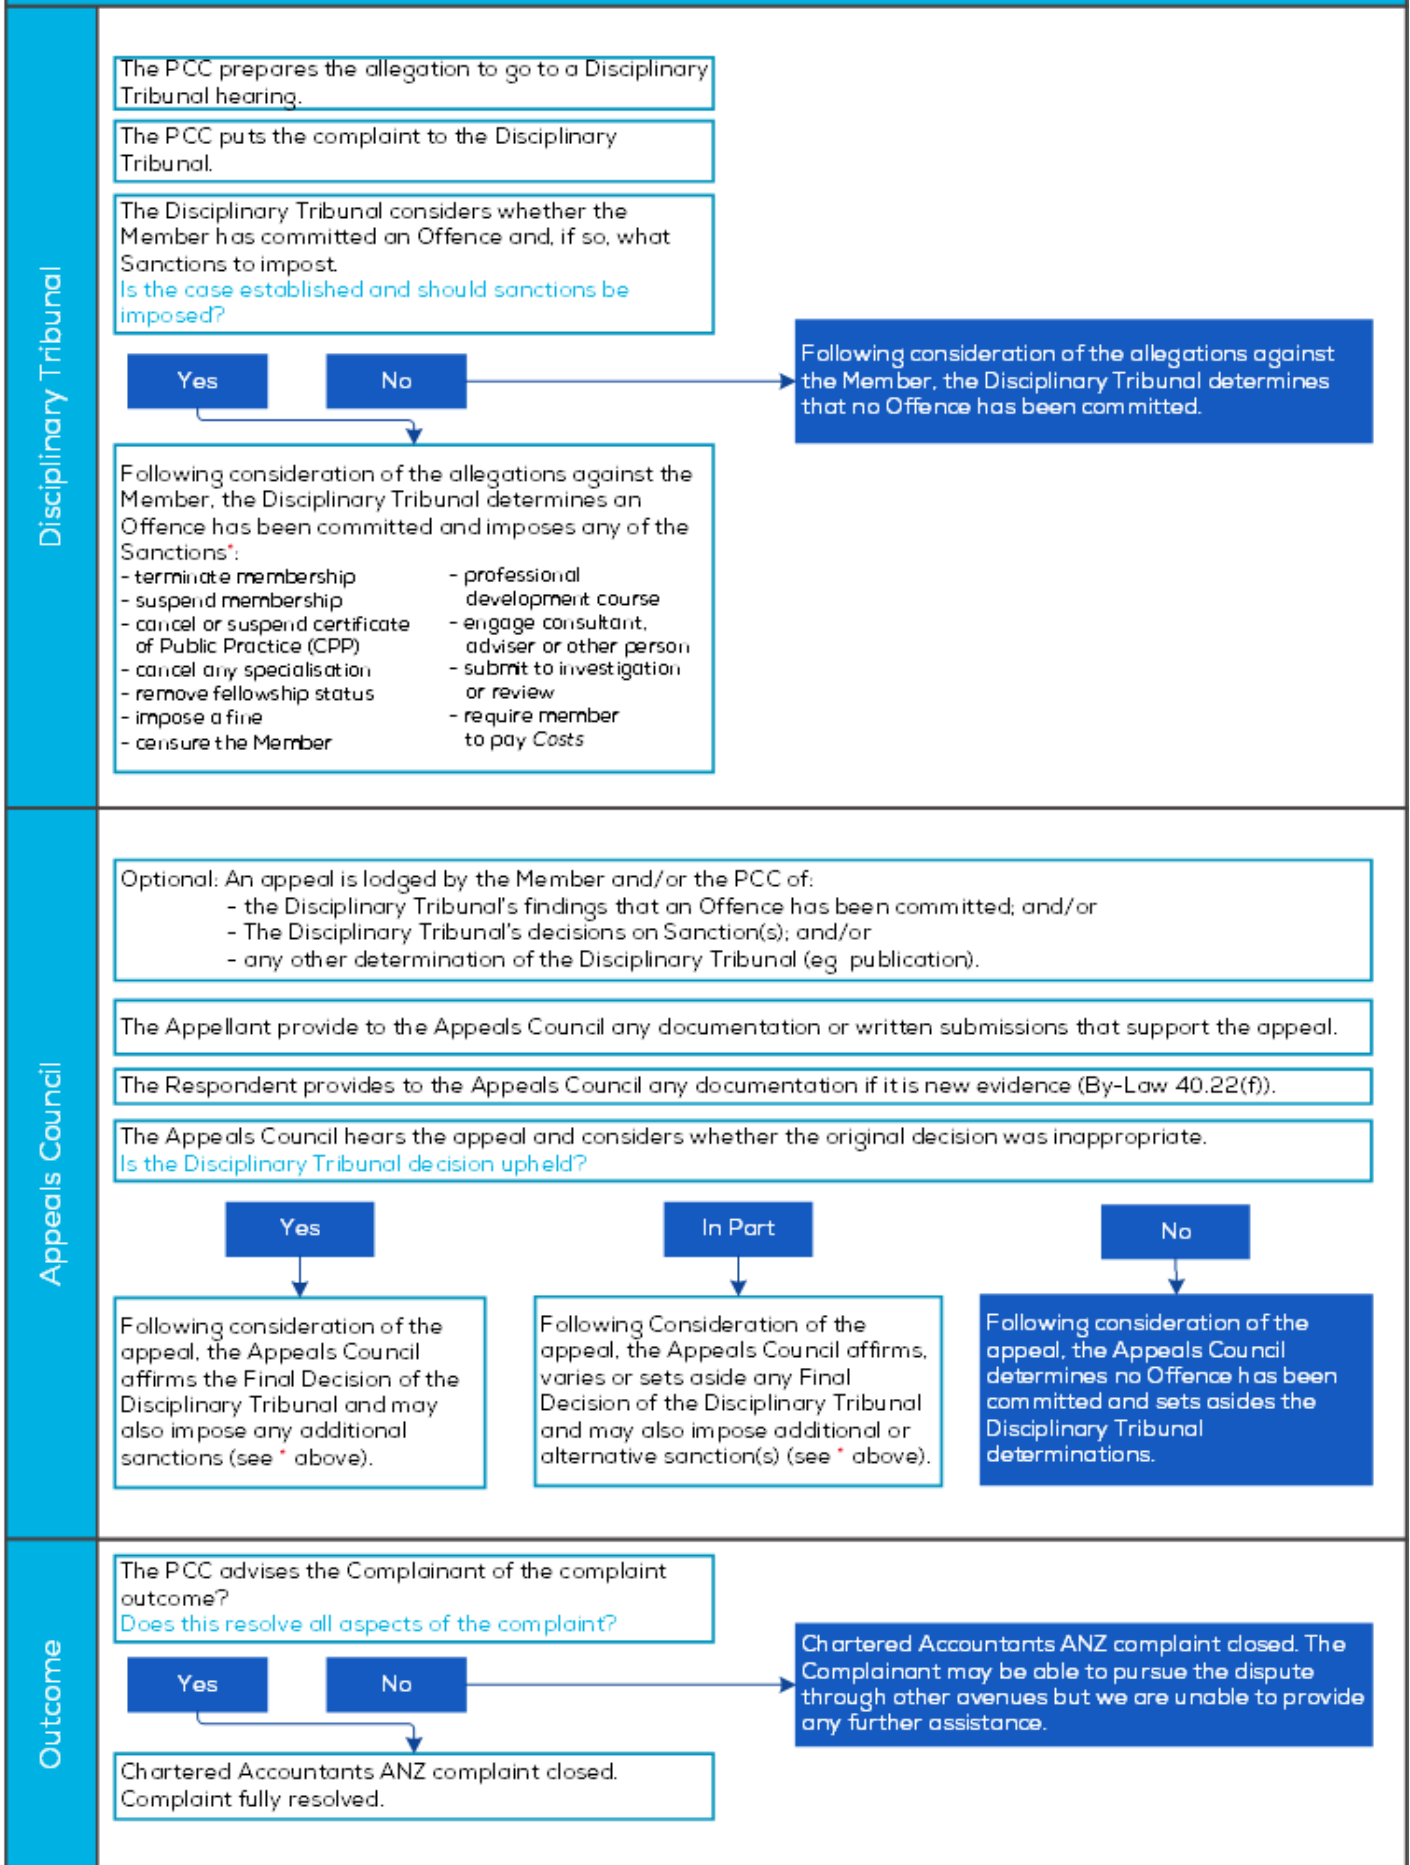 Disciplinary Tribunal
The PCC prepares the allegation to go to a Disciplinary
Tribunal hearing.
The PCC puts the complaint to the Disciplinary
Tribunal.
The Disciplinary Tribunal considers whether the
Member has committed an Offence and, if so, what
Sanctions to impost.
Is the case established and should sanctions be
imposed?
Yes
No
Following consideration of the allegations against
the Member, the Disciplinary Tribunal determines
that no Offence has been committed.
Following consideration of the allegations against the
Member, the Disciplinary Tribunal determines an
Offence has been committed and imposes any of the
Sanctions*:
- terminate membership
- suspend membership
- cancel or suspend certificate
of Public Practice (CPP)
- cancel any specialisation
- remove fellowship status
- impose a fine
- censure the Member
- professional
development course
- engage consultant,
adviser or other person
- submit to investigation
or review
- require member
to pay Costs
Appeals Council
Optional: An appeal is lodged by the Member and/or the PCC of:
- the Disciplinary Tribunal's findings that an Offence has been committed; and/or
- The Disciplinary Tribunal's decisions on Sanction(s); and/or
- any other determination of the Disciplinary Tribunal (eg publication).
The Appellant provide to the Appeals Council any documentation or written submissions that support the appeal.
The Respondent provides to the Appeals Council any documentation if it is new evidence (By-Law 40.22(f)).
The Appeals Council hears the appeal and considers whether the original decision was inappropriate.
Is the Disciplinary Tribunal decision upheld?
Yes
In Part
No
Following consideration of the
appeal, the Appeals Council
affirms the Final Decision of the
Disciplinary Tribunal and may
also impose any additional
sanctions (see * above).
Following Consideration of the
appeal, the Appeals Council affirms,
varies or sets aside any Final
Decision of the Disciplinary Tribunal
and may also impose additional or
alternative sanction(s) (see * above).
Following consideration of the
appeal, the Appeals Council
determines no Offence has been
committed and sets asides the
Disciplinary Tribunal
determinations.
Outcome
The PCC advises the Complainant of the complaint
outcome?
Does this resolve all aspects of the complaint?
Yes
No
Chartered Accountants ANZ complaint closed. The
Complainant may be able to pursue the dispute
through other avenues but we are unable to provide
any further assistance.
Chartered Accountants ANZ complaint closed.
Complaint fully resolved.